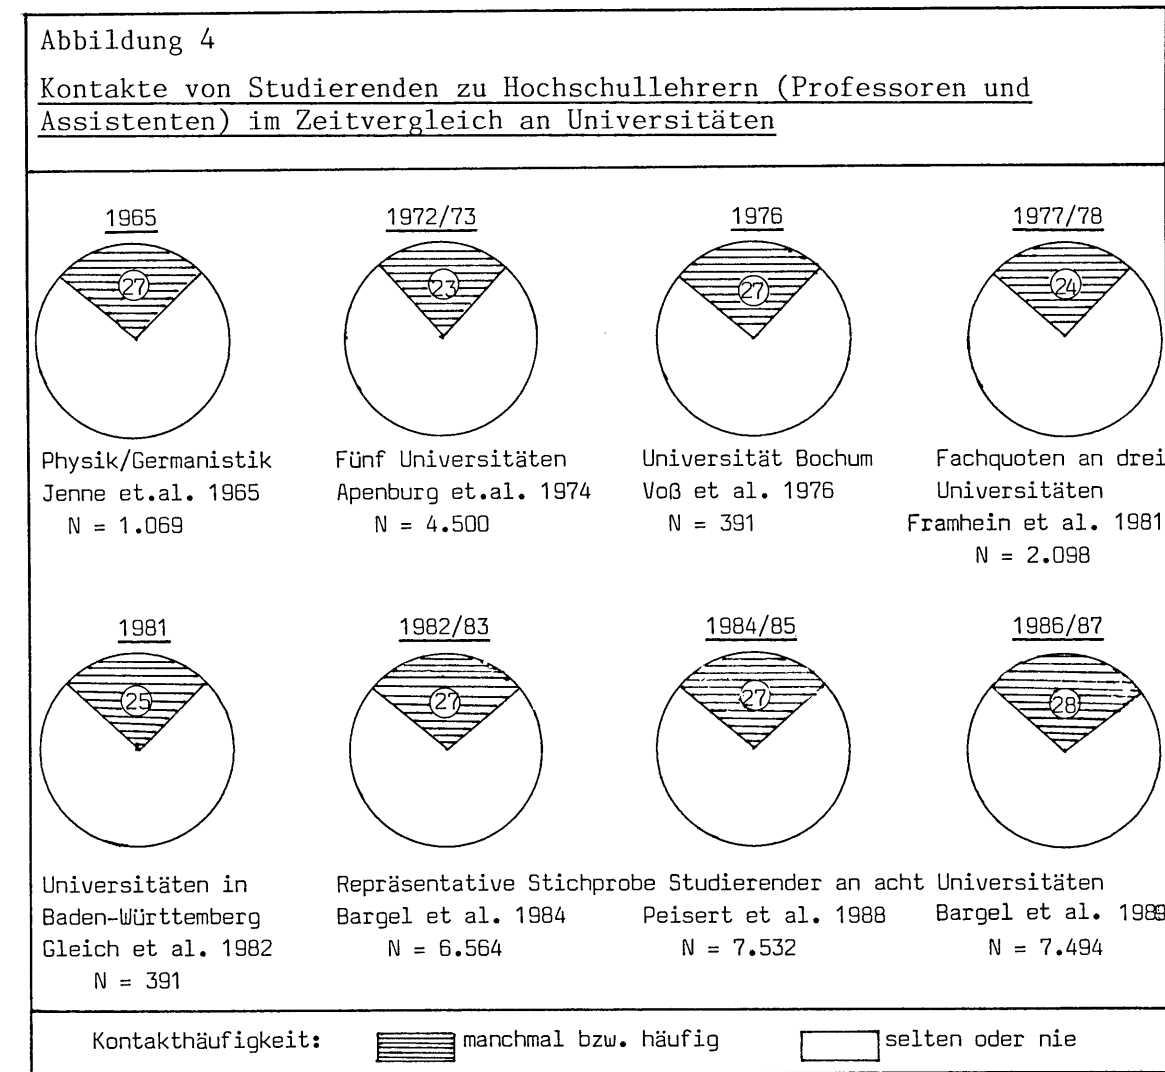 Abbildung 4
Kontakte von Studierenden zu Hochschullehrern (Professoren und
Assistenten) im Zeitvergleich an Universitäten
1965
27
Physik/Germanistik
Jenne et.al. 1965
N = 1.069
1972/73
23
Fünf Universitäten
Apenburg et.al. 1974
N = 4.500
1976
27
Universität Bochum
Voß et al. 1976
N = 391
1977/78
24
Fachquoten an drei
Universitäten
Framhein et al. 1981
N = 2.098
1981
25
Universitäten in
Baden-Württemberg
Gleich et al. 1982
N = 391
1982/83
27
1984/85
27
1986/87
28
Repräsentative Stichprobe Studierender an acht Universitäten
Bargel et al. 1984
N = 6.564
Peisert et al. 1988
N = 7.532
Bargel et al. 1989
N = 7.494
Kontakthäufigkeit: manchmal bzw. häufig selten oder nie